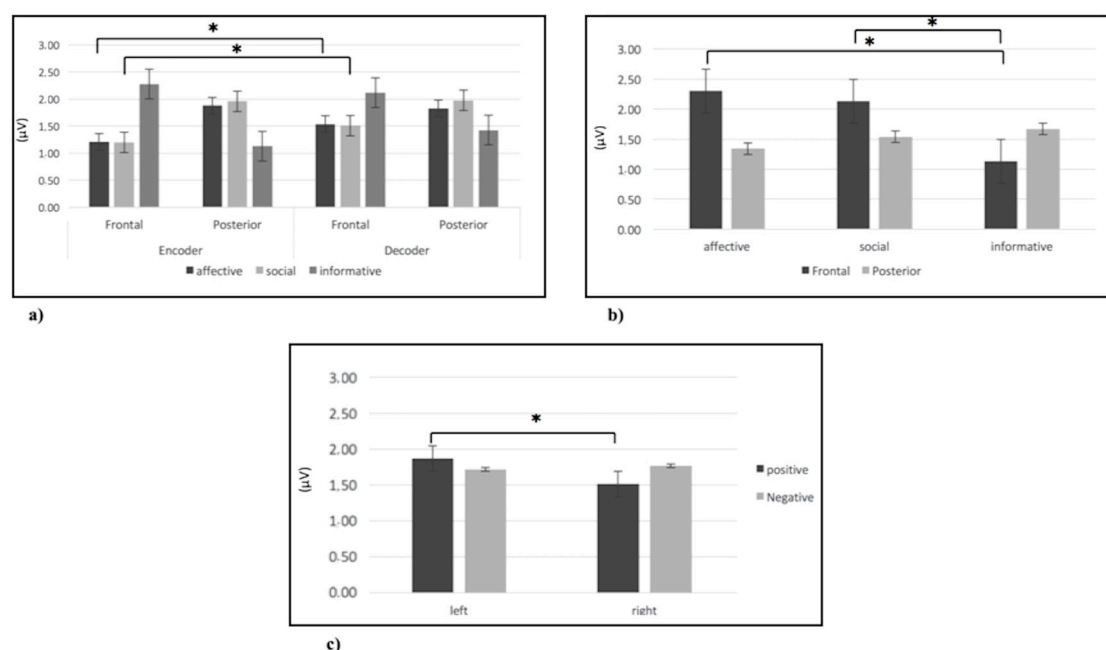 *
*
3.00
2.50
2.00
1.50
1.00
0.50
0.00
(µV)
Frontal Posterior Frontal Posterior
Encoder Decoder
affective social informative
a)
*
*
3.00
2.50
2.00
1.50
1.00
0.50
0.00
(µV)
affective social informative
Frontal Posterior
b)
*
3.00
2.50
2.00
1.50
1.00
0.50
0.00
(µV)
left right
positive
Negative
c)